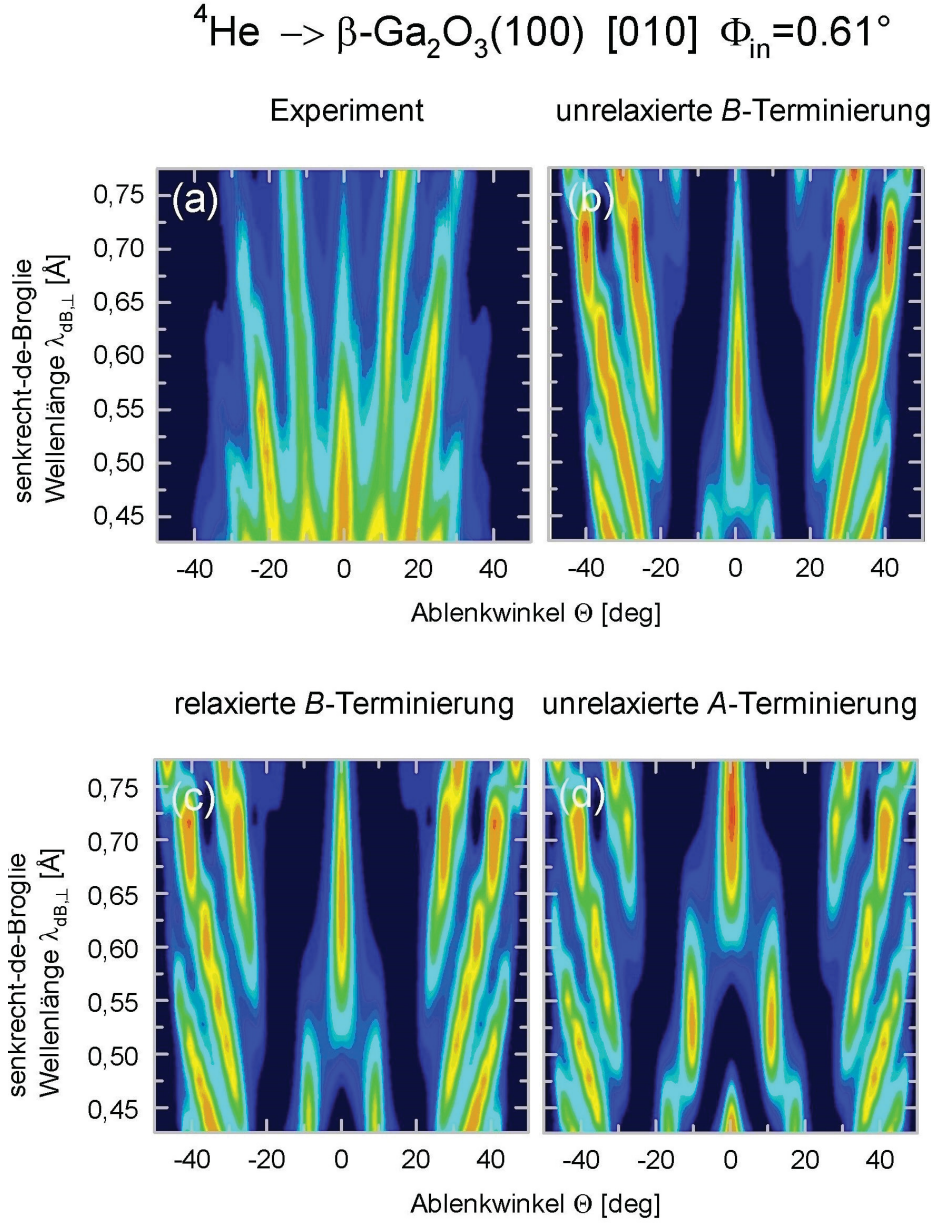 ⁴He –> β-Ga₂O₃(100) [010] Φᵢₙ=0.61°
Experiment
unrelaxierte B-Terminierung
(a)
(b)
senkrecht-de-Broglie
Wellenlänge λdB,⊥ [Å]
0,75
0,70
0,65
0,60
0,55
0,50
0,45
-40 -20 0 20 40
-40 -20 0 20 40
Ablenkwinkel Θ [deg]
relaxierte B-Terminierung
unrelaxierte A-Terminierung
(c)
(d)
senkrecht-de-Broglie
Wellenlänge λdB,⊥ [Å]
0,75
0,70
0,65
0,60
0,55
0,50
0,45
-40 -20 0 20 40
-40 -20 0 20 40
Ablenkwinkel Θ [deg]